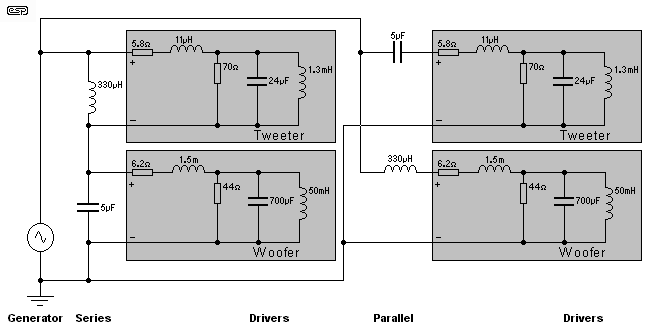 esp
5.8Ω 11µH
+
330µH
70Ω
24µF
1.3mH
–
Tweeter
6.2Ω 1.5m
+
44Ω
700µF
50mH
5µF
–
Woofer
5µF
5.8Ω 11µH
+
70Ω
24µF
1.3mH
–
Tweeter
330µH
6.2Ω 1.5m
+
44Ω
700µF
50mH
–
Woofer
Generator Series Drivers Parallel Drivers